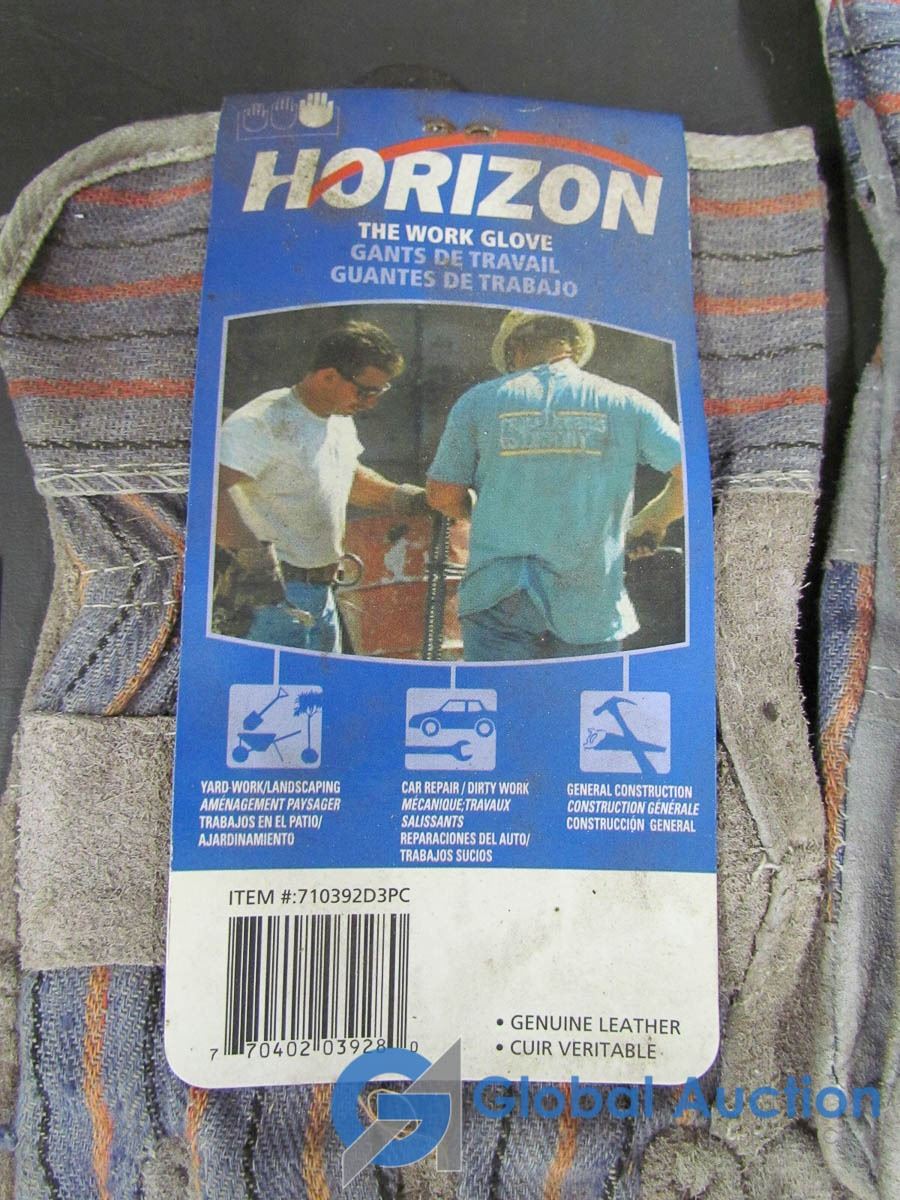 HORIZON
THE WORK GLOVE
GANTS DE TRAVAIL
GUANTES DE TRABAJO
YARD WORK/LANDSCAPING
AMÉNAGEMENT PAYSAGER
TRABAJOS EN EL PATIO/
AJARDINAMIENTO
CAR REPAIR / DIRTY WORK
MÉCANIQUE;TRAVAUX
SALISSANTS
REPARACIONES DEL AUTO/
TRABAJOS SUCIOS
GENERAL CONSTRUCTION
CONSTRUCTION GÉNÉRALE
CONSTRUCCIÓN GENERAL
ITEM #:710392D3PC
7 70402 03928 0
• GENUINE LEATHER
• CUIR VERITABLE
GA Global Auction